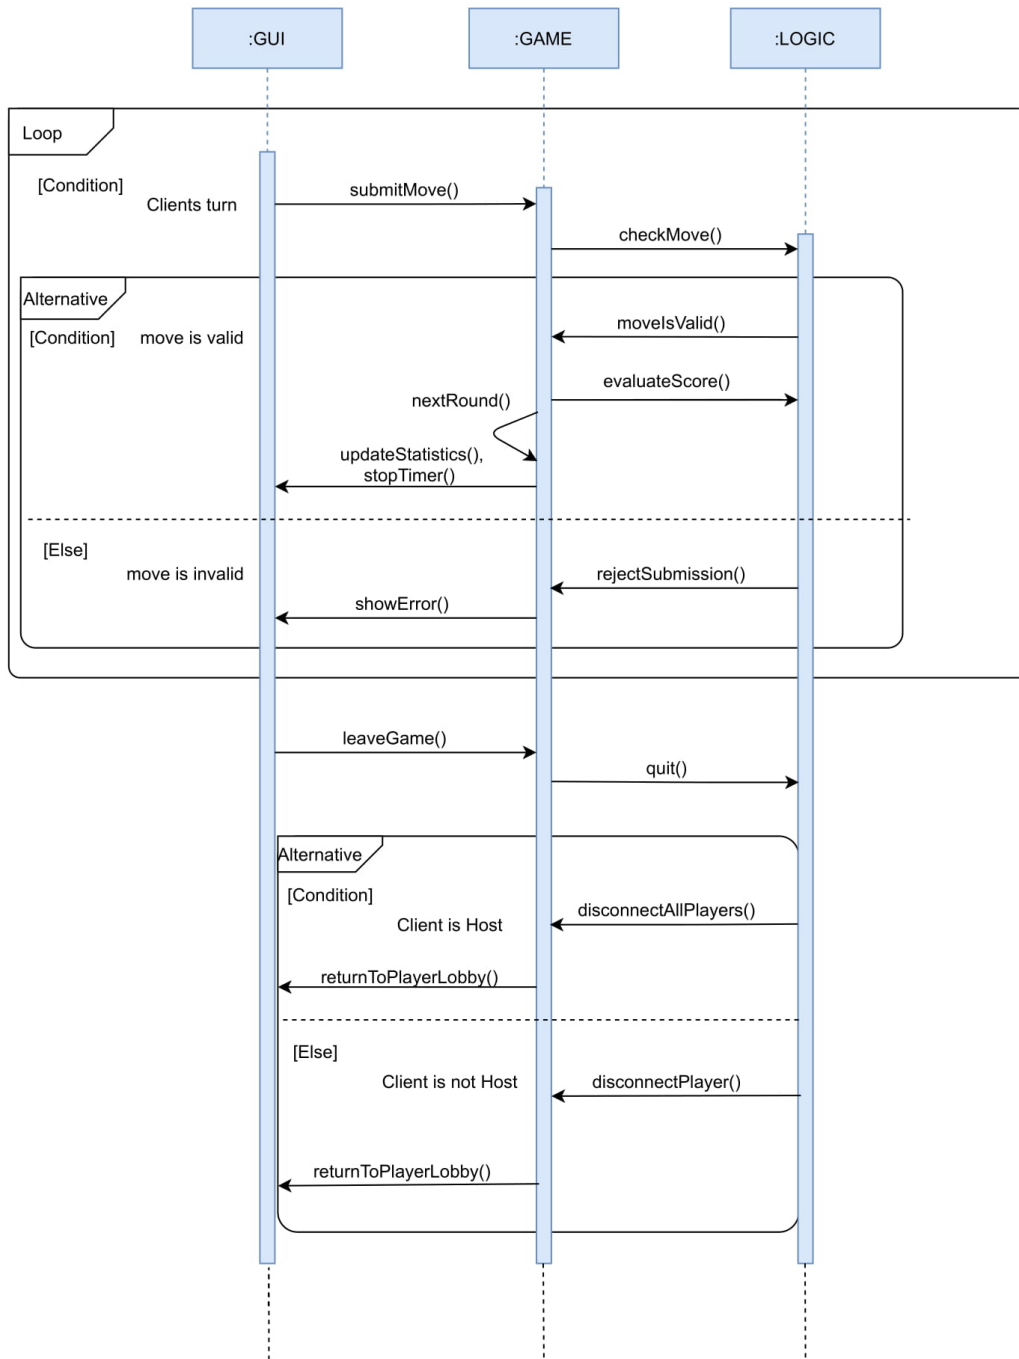 :GUI
:GAME
:LOGIC
Loop
[Condition]
Clients turn
submitMove()
checkMove()
Alternative
[Condition]
move is valid
moveIsValid()
evaluateScore()
nextRound()
updateStatistics(),
stopTimer()
[Else]
move is invalid
rejectSubmission()
showError()
leaveGame()
quit()
Alternative
[Condition]
Client is Host
disconnectAllPlayers()
returnToPlayerLobby()
[Else]
Client is not Host
disconnectPlayer()
returnToPlayerLobby()